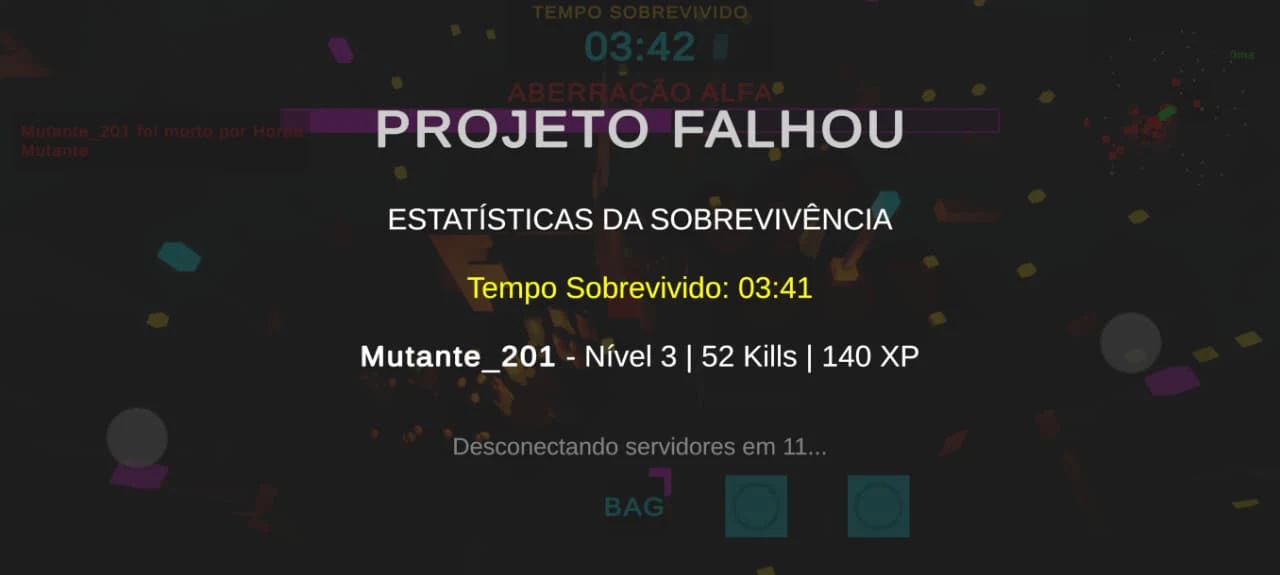 TEMPO SOBREVIVIDO
03:42
0ms
ABERRAÇÃO ALFA
PROJETO FALHOU
Mutante_201 foi morto por Horda
Mutante
ESTATÍSTICAS DA SOBREVIVÊNCIA
Tempo Sobrevivido: 03:41
Mutante_201 - Nível 3 | 52 Kills | 140 XP
Desconectando servidores em 11...
BAG